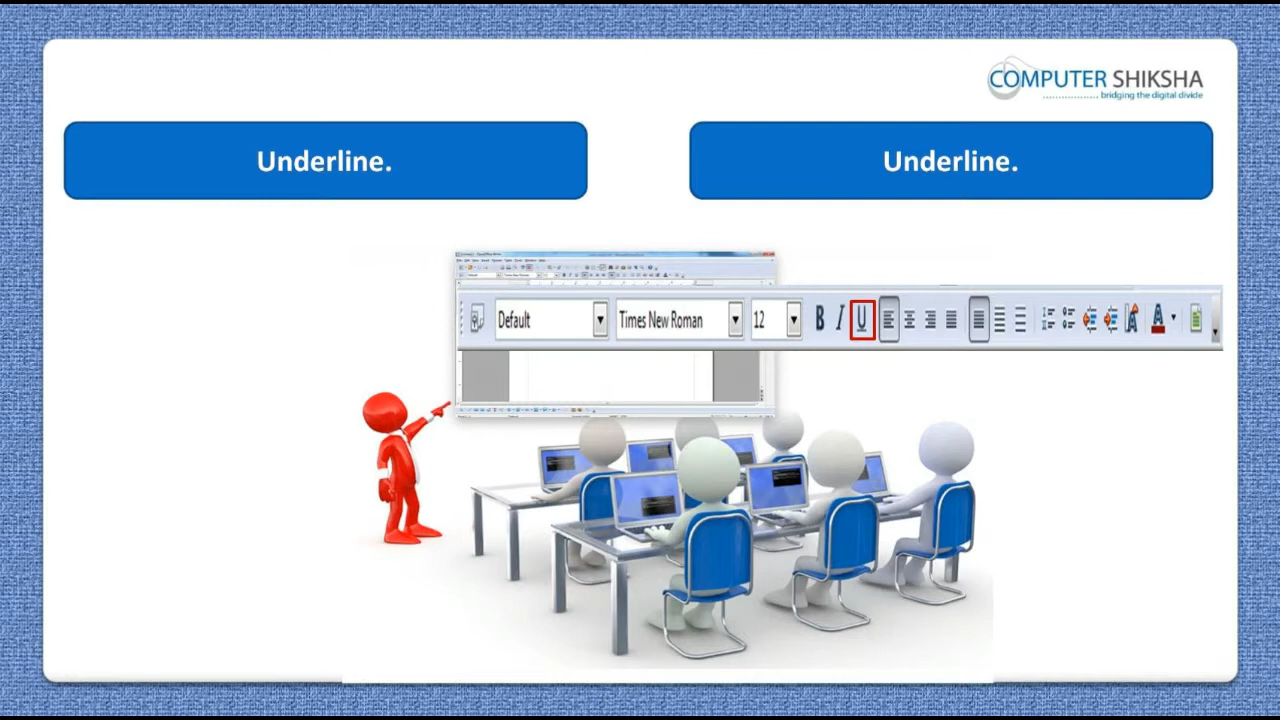 COMPUTER SHIKSHA
bridging the digital divide
Underline.
Underline.
Default
Times New Roman
12
B I U
A